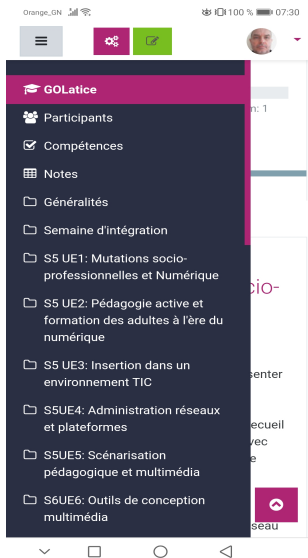 Orange_GN 100 % 07:30
GOLatice
Participants
n: 1
Compétences
Notes
Généralités
Semaine d'intégration
S5 UE1: Mutations socio-
professionnelles et Numérique
cio-
S5 UE2: Pédagogie active et
formation des adultes à l'ère du
numérique
S5 UE3: Insertion dans un
environnement TIC
senter
S5UE4: Administration réseaux
et plateformes
ecueil
vec
e
S5UE5: Scénarisation
pédagogique et multimédia
S6UE6: Outils de conception
multimédia
seau